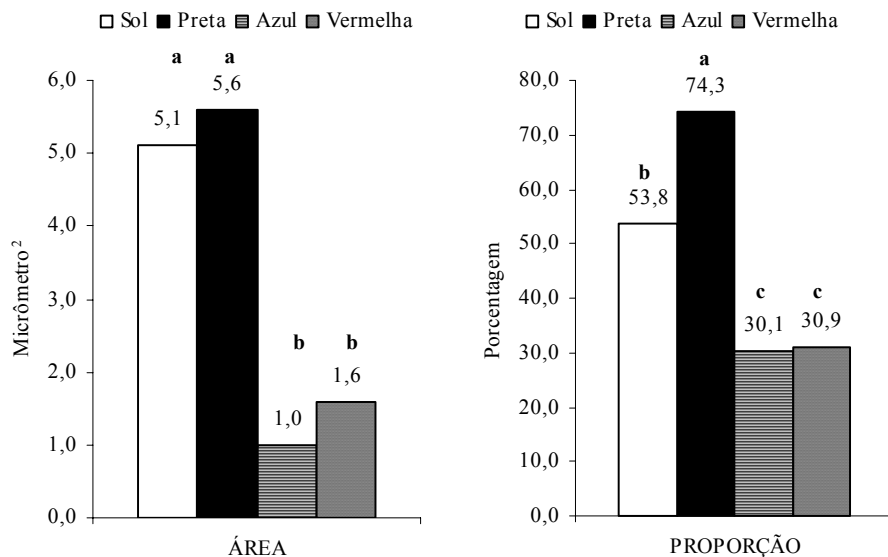 Sol Preta Azul Vermelha
a a
6,0
5,6
5,1
5,0
4,0
3,0
2,0
1,0
0,0
b b
1,6
1,0
Micrômetro²
ÁREA
Sol Preta Azul Vermelha
a
80,0
74,3
70,0
b
60,0
53,8
50,0
40,0
30,0
20,0
10,0
0,0
c c
30,1 30,9
Porcentagem
PROPORÇÃO